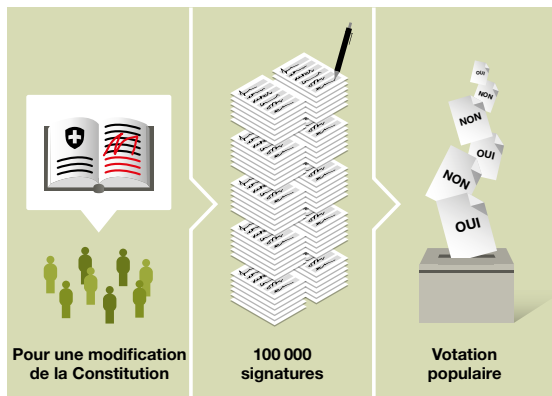 OUI
NON
NON
OUI
NON
OUI
Pour une modification
de la Constitution
100 000
signatures
Votation
populaire